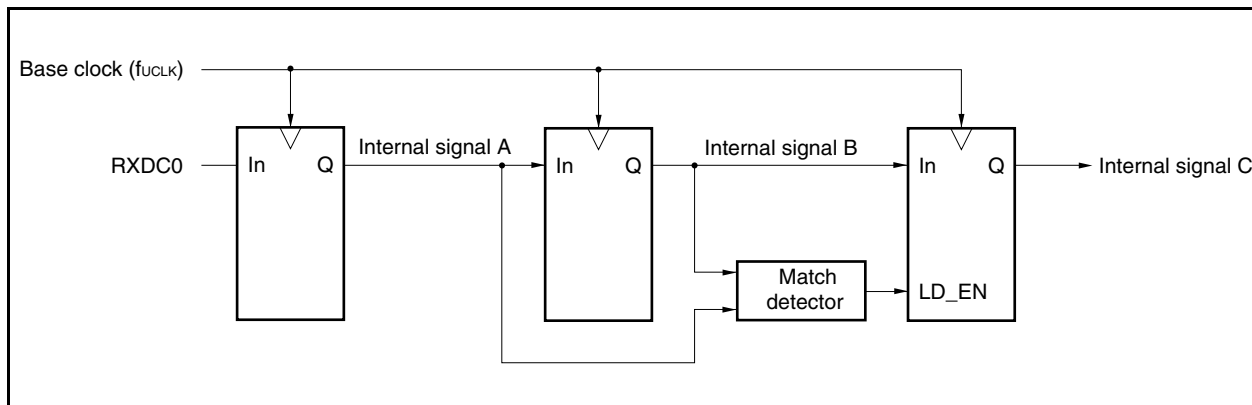 Base clock (fUCLK)
Internal signal A
Internal signal B
RXDC0
In
Q
In
Q
In
Q
Internal signal C
Match
detector
LD_EN